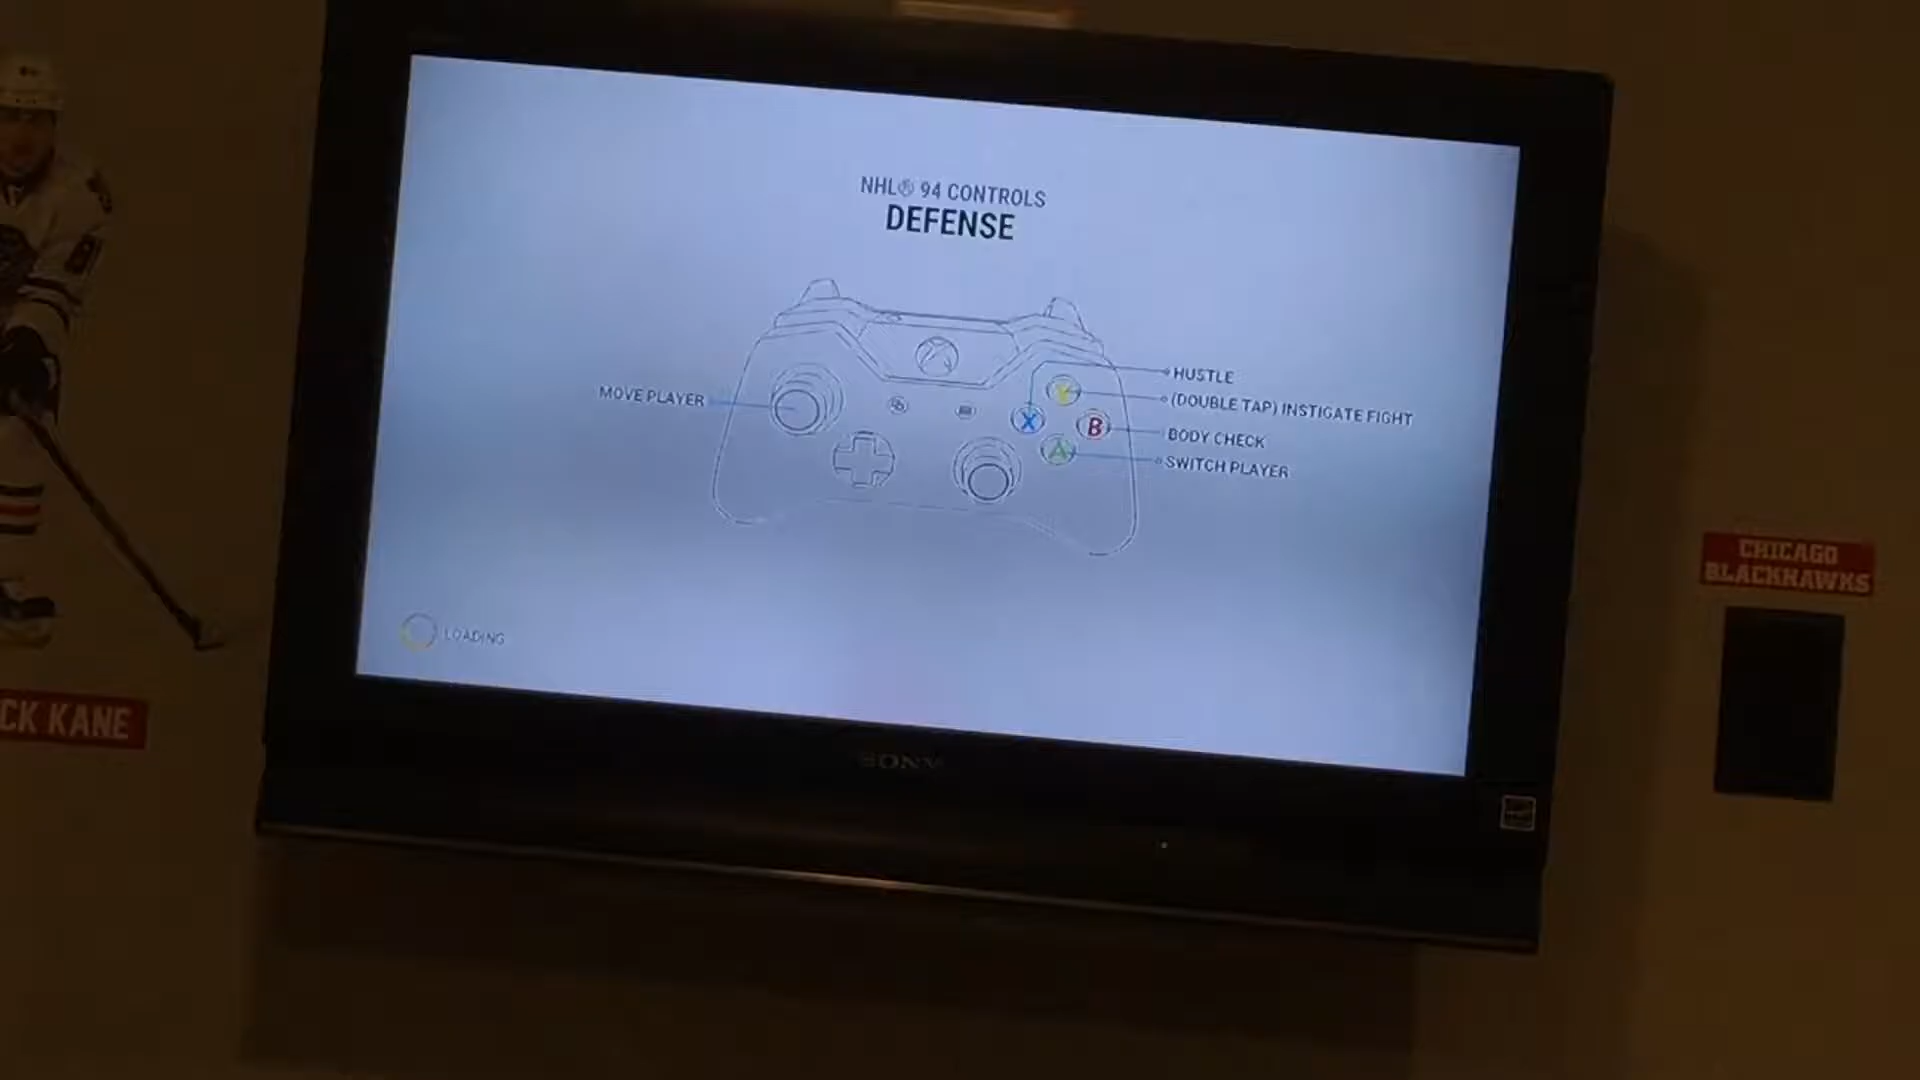 NHL® 94 CONTROLS
DEFENSE
MOVE PLAYER
HUSTLE
(DOUBLE TAP) INSTIGATE FIGHT
BODY CHECK
SWITCH PLAYER
Y
X
B
A
LOADING
SONY
CK KANE
CHICAGO
BLACKHAWKS